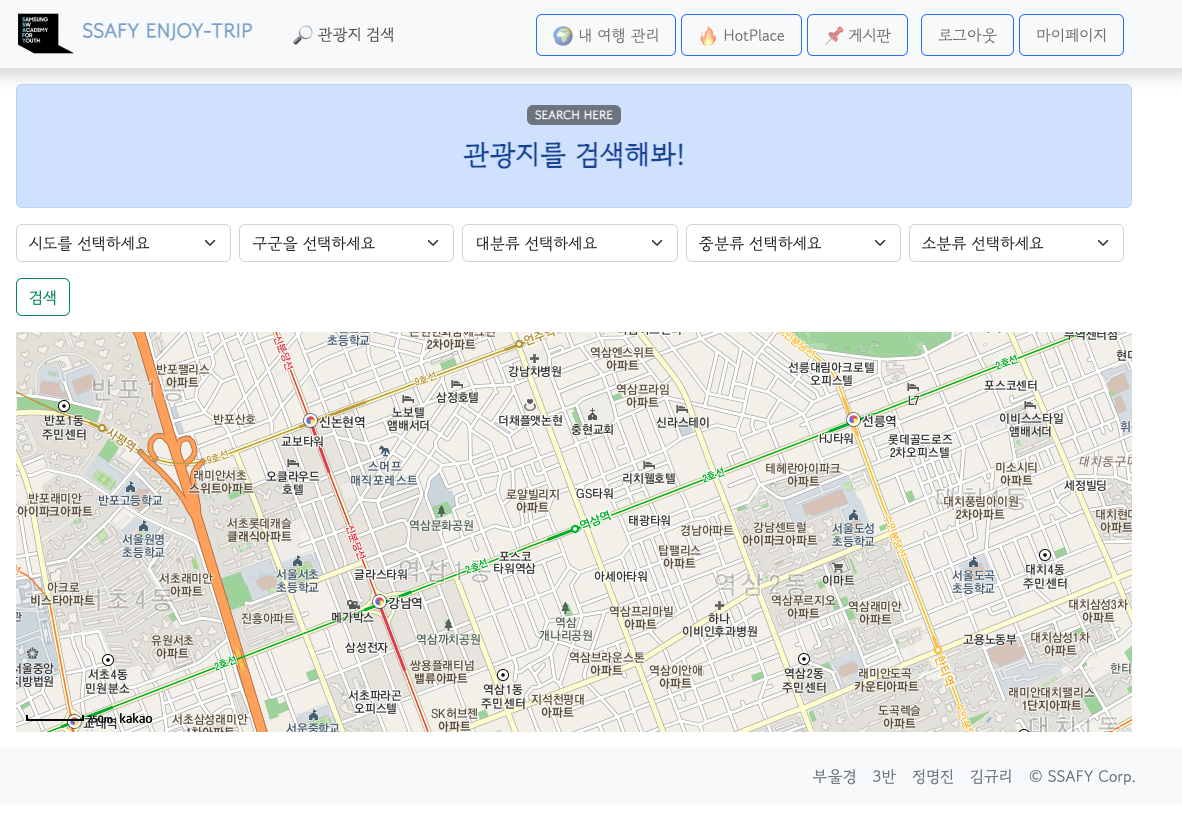 SAMSUNG
SW
ACADEMY
FOR
YOUTH
SSAFY ENJOY-TRIP
관광지 검색
내 여행 관리
HotPlace
게시판
로그아웃
마이페이지
SEARCH HERE
관광지를 검색해봐!
시도를 선택하세요
구군을 선택하세요
대분류 선택하세요
중분류 선택하세요
소분류 선택하세요
검색
초등학교
2차아파트
언주역
강남차병원
역삼엔스위트
아파트
선릉대림아크로텔
오피스텔
포스코센터
반포팰리스
아파트
신분당선
9호선
삼정호텔
역삼프라임
아파트
L7
2호선
반포1동
주민센터
사평역
반포산호
신논현역
노보텔
앰배서더
더채플앳논현
충현교회
신라스테이
선릉역
이비스스타일
앰배서더
교보타워
HJ타워
롯데골드로즈
2차오피스텔
9호선
래미안서초
스위트아파트
오클라우드
호텔
스머프
매직포레스트
리치웰호텔
2호선
테헤란아이파크
아파트
미소시티
아파트
세정빌딩
반포래미안
아이파크아파트
반포고등학교
로얄빌리지
아파트
GS타워
대치풍림아이원
2차아파트
서울원명
초등학교
서초롯데캐슬
클래식아파트
역삼문화공원
역삼역
태광타워
경남아파트
강남센트럴
아이파크아파트
서울도성
초등학교
신분당선
포스코
타워역삼
탑팰리스
아파트
수인분당선
서울서초
초등학교
글라스타워
역삼1동
2호선
아세아타워
역삼2동
이마트
서울도곡
초등학교
대치4동
주민센터
아크로
비스타아파트
서초4동
서초래미안
아파트
강남역
메가박스
진흥아파트
역삼
개나리공원
역삼프리마빌
아파트
하나
이비인후과병원
역삼푸르지오
아파트
역삼래미안
아파트
대치삼성3차
아파트
유원서초
아파트
삼성전자
역삼까치공원
고용노동부
대치삼성1차
아파트
2호선
서초4동
민원분소
쌍용플래티넘
밸류아파트
역삼1동
주민센터
역삼브라운스톤
아파트
역삼이안애
아파트
역삼2동
주민센터
래미안도곡
카운티아파트
한티역
서초파라곤
오피스텔
지석천평대
아파트
래미안대치팰리스
1단지아파트
SK허브젠
아파트
도곡렉슬
아파트
대치1동
250m kakao
교대역
서초삼성래미안
서운중학교
부울경 3반 정명진 김규리 © SSAFY Corp.